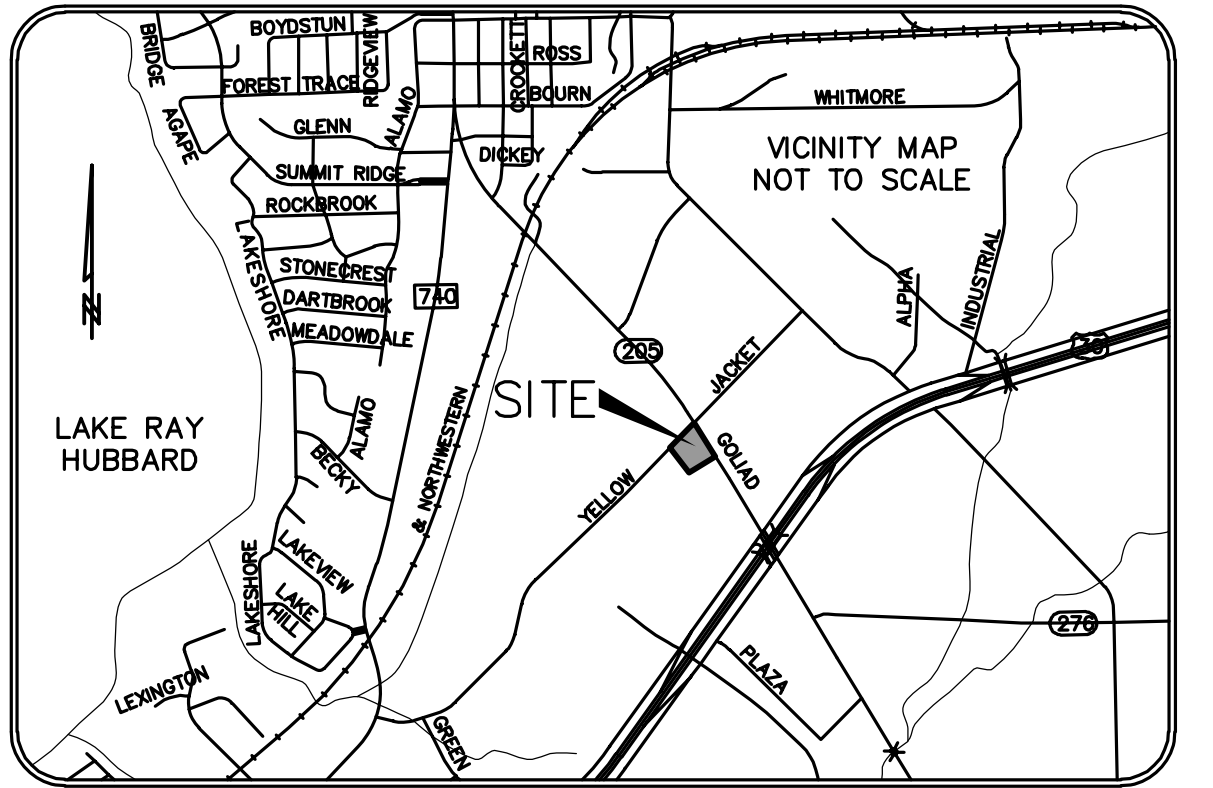 BRIDGE
BOYDSTUN
RIDGEVIEW
CROCKETT
ROSS
FOREST TRACE
BOURN
WHITMORE
AGAPE
GLENN
ALAMO
DICKEY
VICINITY MAP
NOT TO SCALE
SUMMIT RIDGE
ROCKBROOK
LAKESHORE
STONECREST
DARTBROOK
MEADOWDALE
740
ALPHA
INDUSTRIAL
205
30
JACKET
SITE
GOLIAD
LAKE RAY
HUBBARD
ALAMO
BECKY
& NORTHWESTERN
YELLOW
LAKESHORE
LAKEVIEW
LAKE
HILL
276
PLAZA
LEXINGTON
GREEN
N